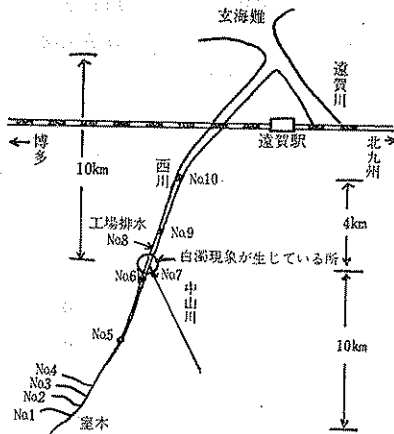 玄海灘
遠賀川
10km
←博多
遠賀駅
北九州→
西川
No.10
工場排水
No.8
No.9
4km
白濁現象が生じている所
No.6
No.7
中山川
No.5
10km
No.4
No.3
No.2
No.1
室木